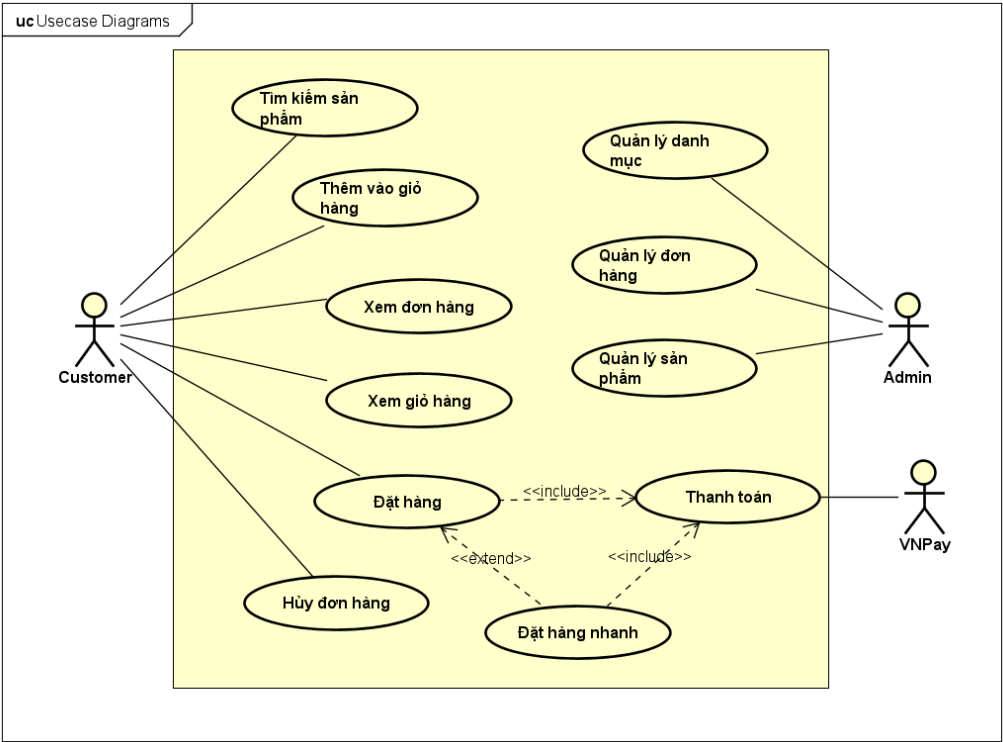 uc Usecase Diagrams
Tìm kiếm sản
phẩm
Thêm vào giỏ
hàng
Xem đơn hàng
Xem giỏ hàng
Đặt hàng
Hủy đơn hàng
Customer
Quản lý danh
mục
Quản lý đơn
hàng
Quản lý sản
phẩm
Admin
<<include>>
Thanh toán
VNPay
<<extend>>
<<include>>
Đặt hàng nhanh